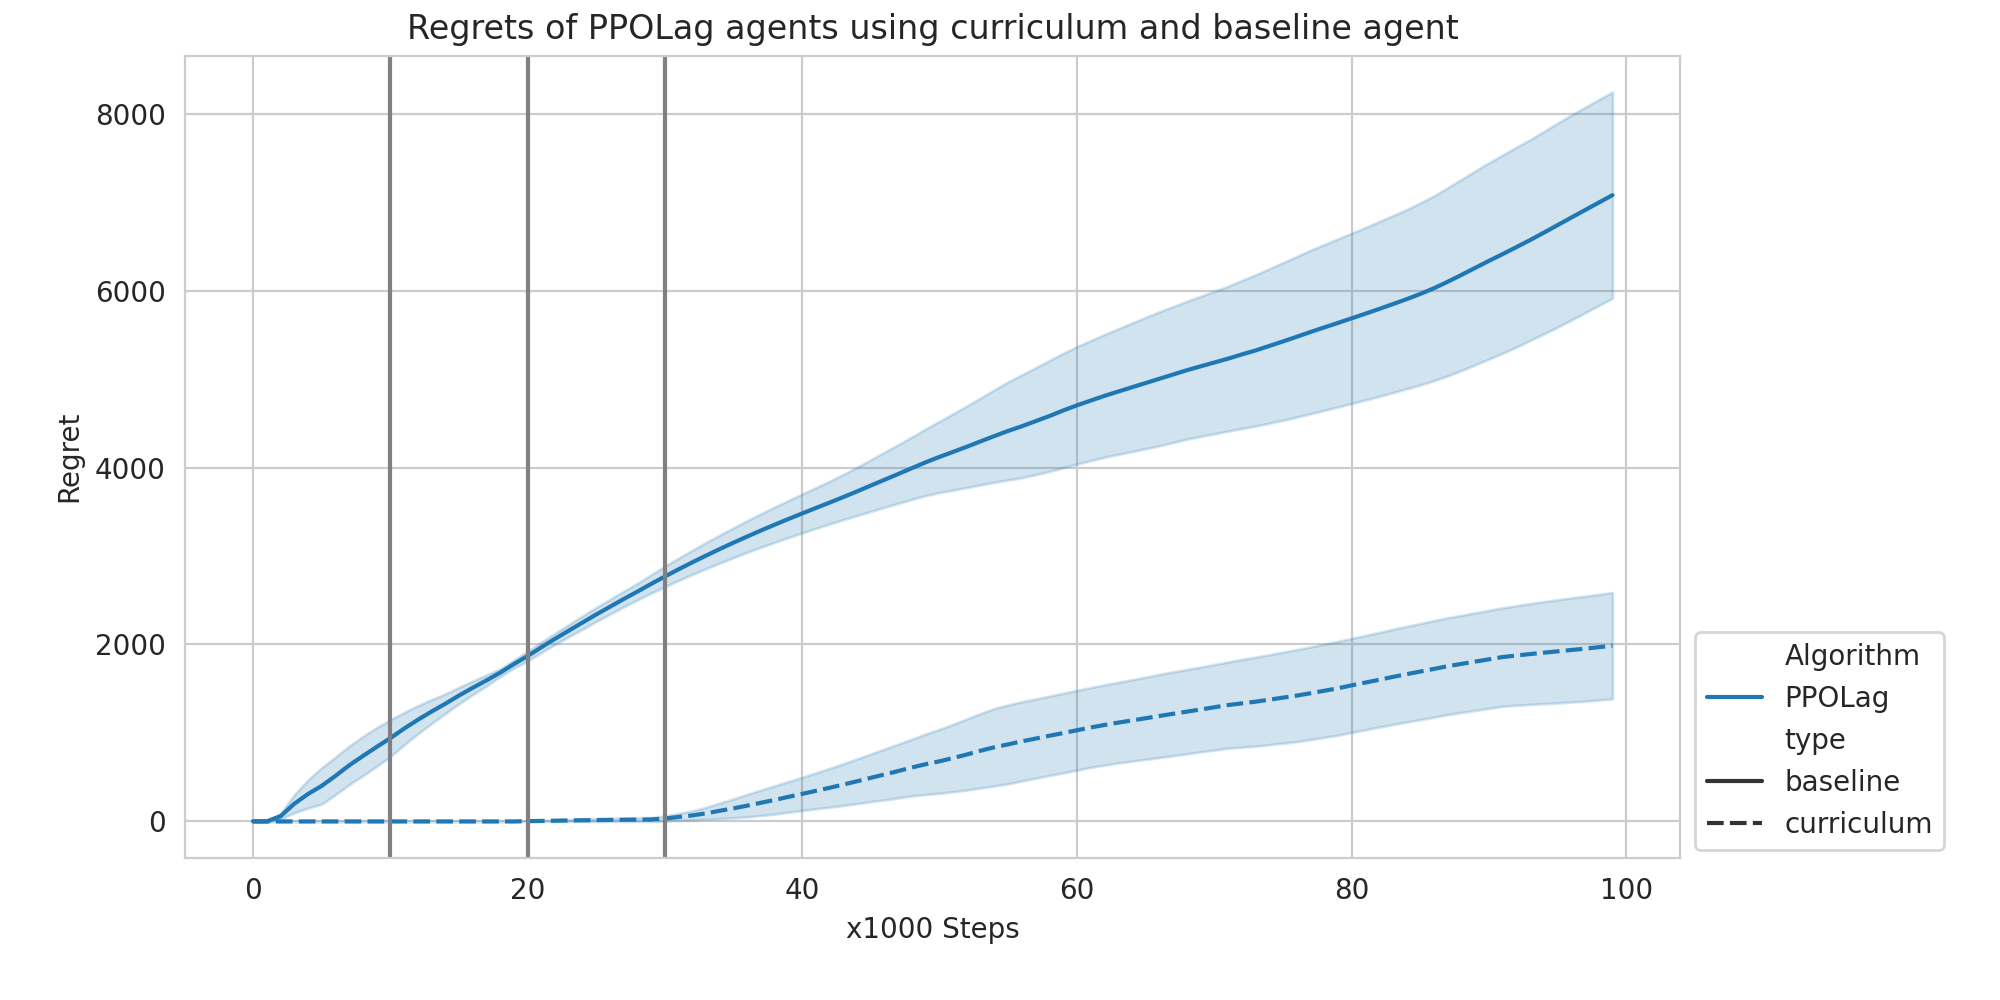 Regrets of PPOLag agents using curriculum and baseline agent
8000
6000
4000
2000
0
Regret
0 20 40 60 80 100
x1000 Steps
Algorithm
PPOLag
type
baseline
curriculum